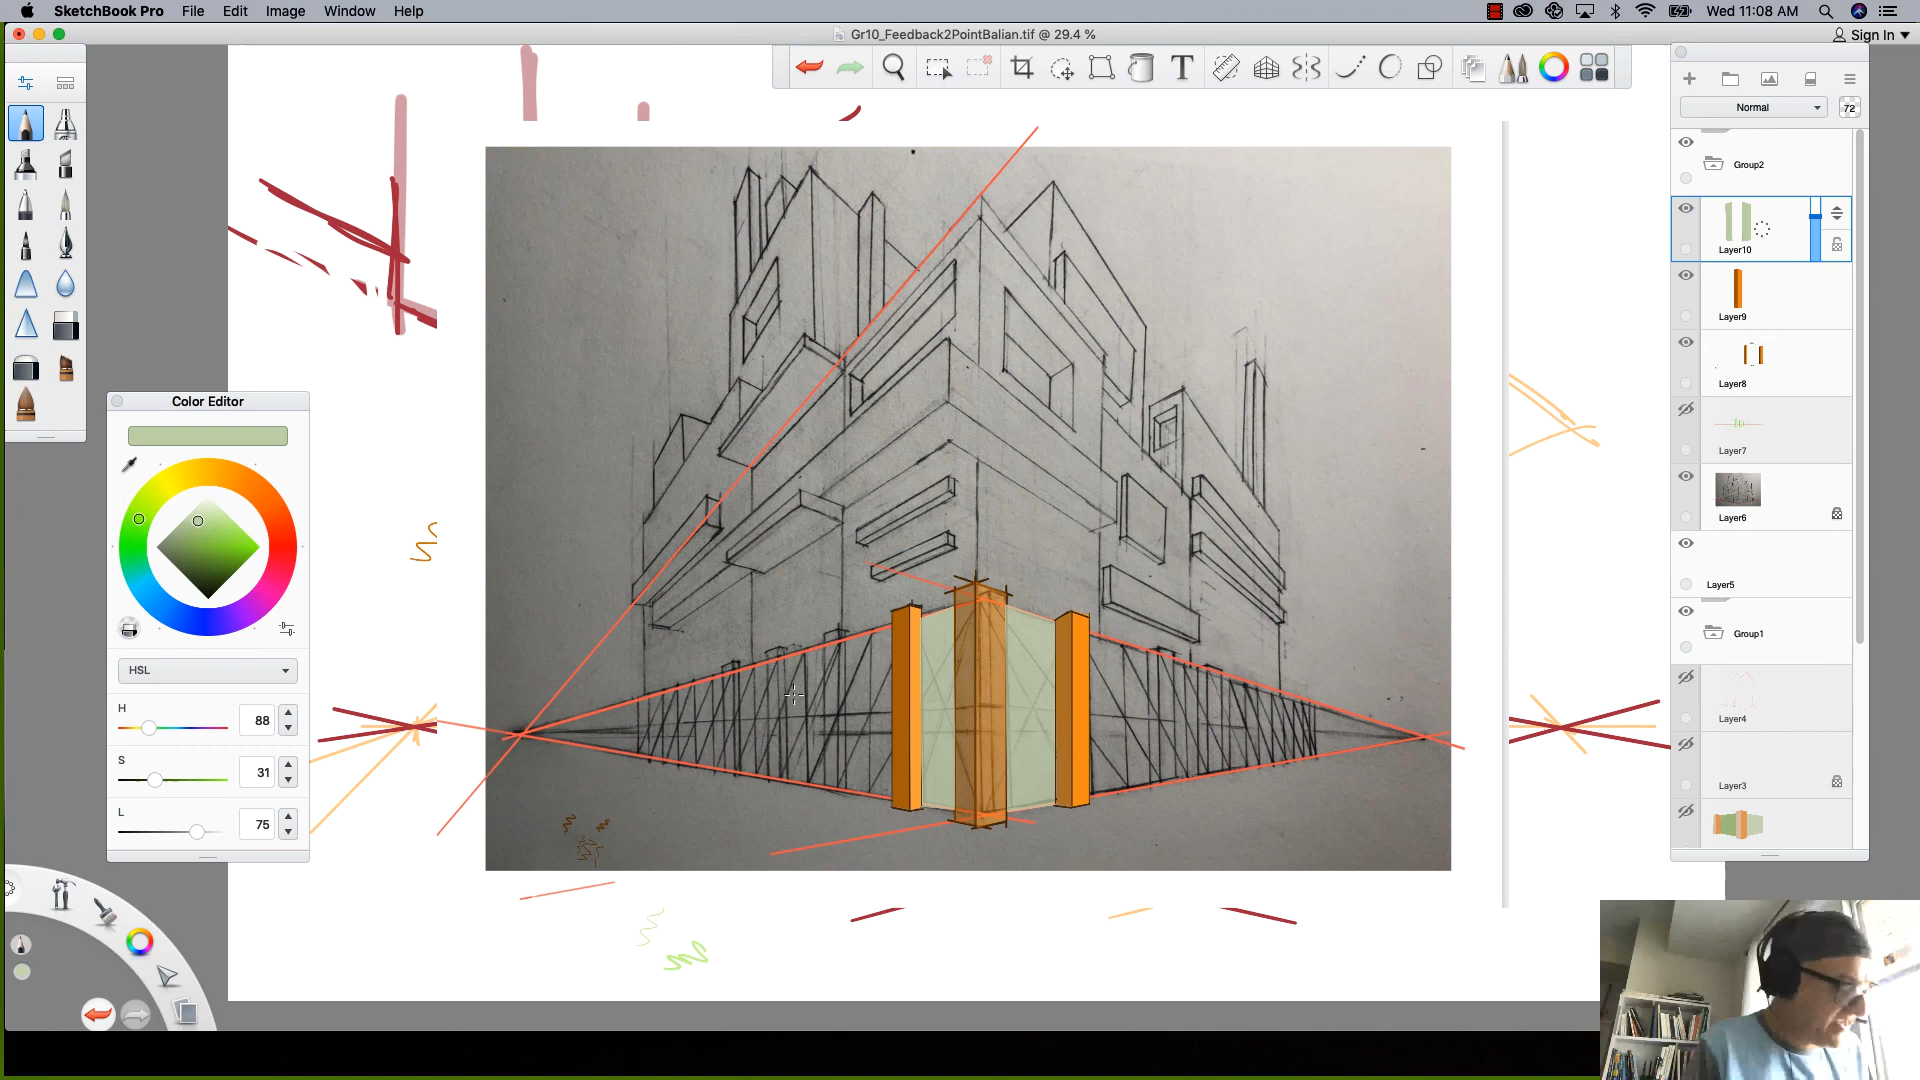 SketchBook Pro File Edit Image Window Help
Wed 11:08 AM
Gr10_Feedback2PointBalian.tif @ 29.4 %
Sign In
Normal
72
Group2
Layer10
Layer9
Layer8
Layer7
Layer6
Layer5
Group1
Layer4
Layer3
Color Editor
HSL
H
88
S
31
L
75
T